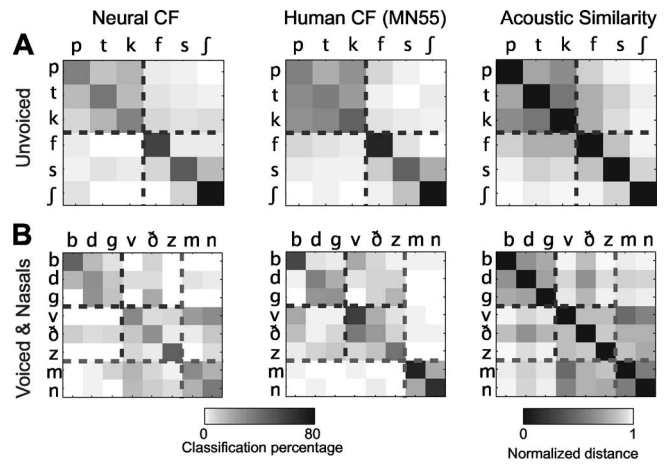 Neural CF Human CF (MN55) Acoustic Similarity
A p t k f s ʃ p t k f s ʃ p t k f s ʃ
Unvoiced
p p p
t t t
k k k
f f f
s s s
ʃ ʃ ʃ
B b d g v ð z m n b d g v ð z m n b d g v ð z m n
Voiced & Nasals
b b b
d d d
g g g
v v v
ð ð ð
z z z
m m m
n n n
0 80 0 1
Classification percentage Normalized distance